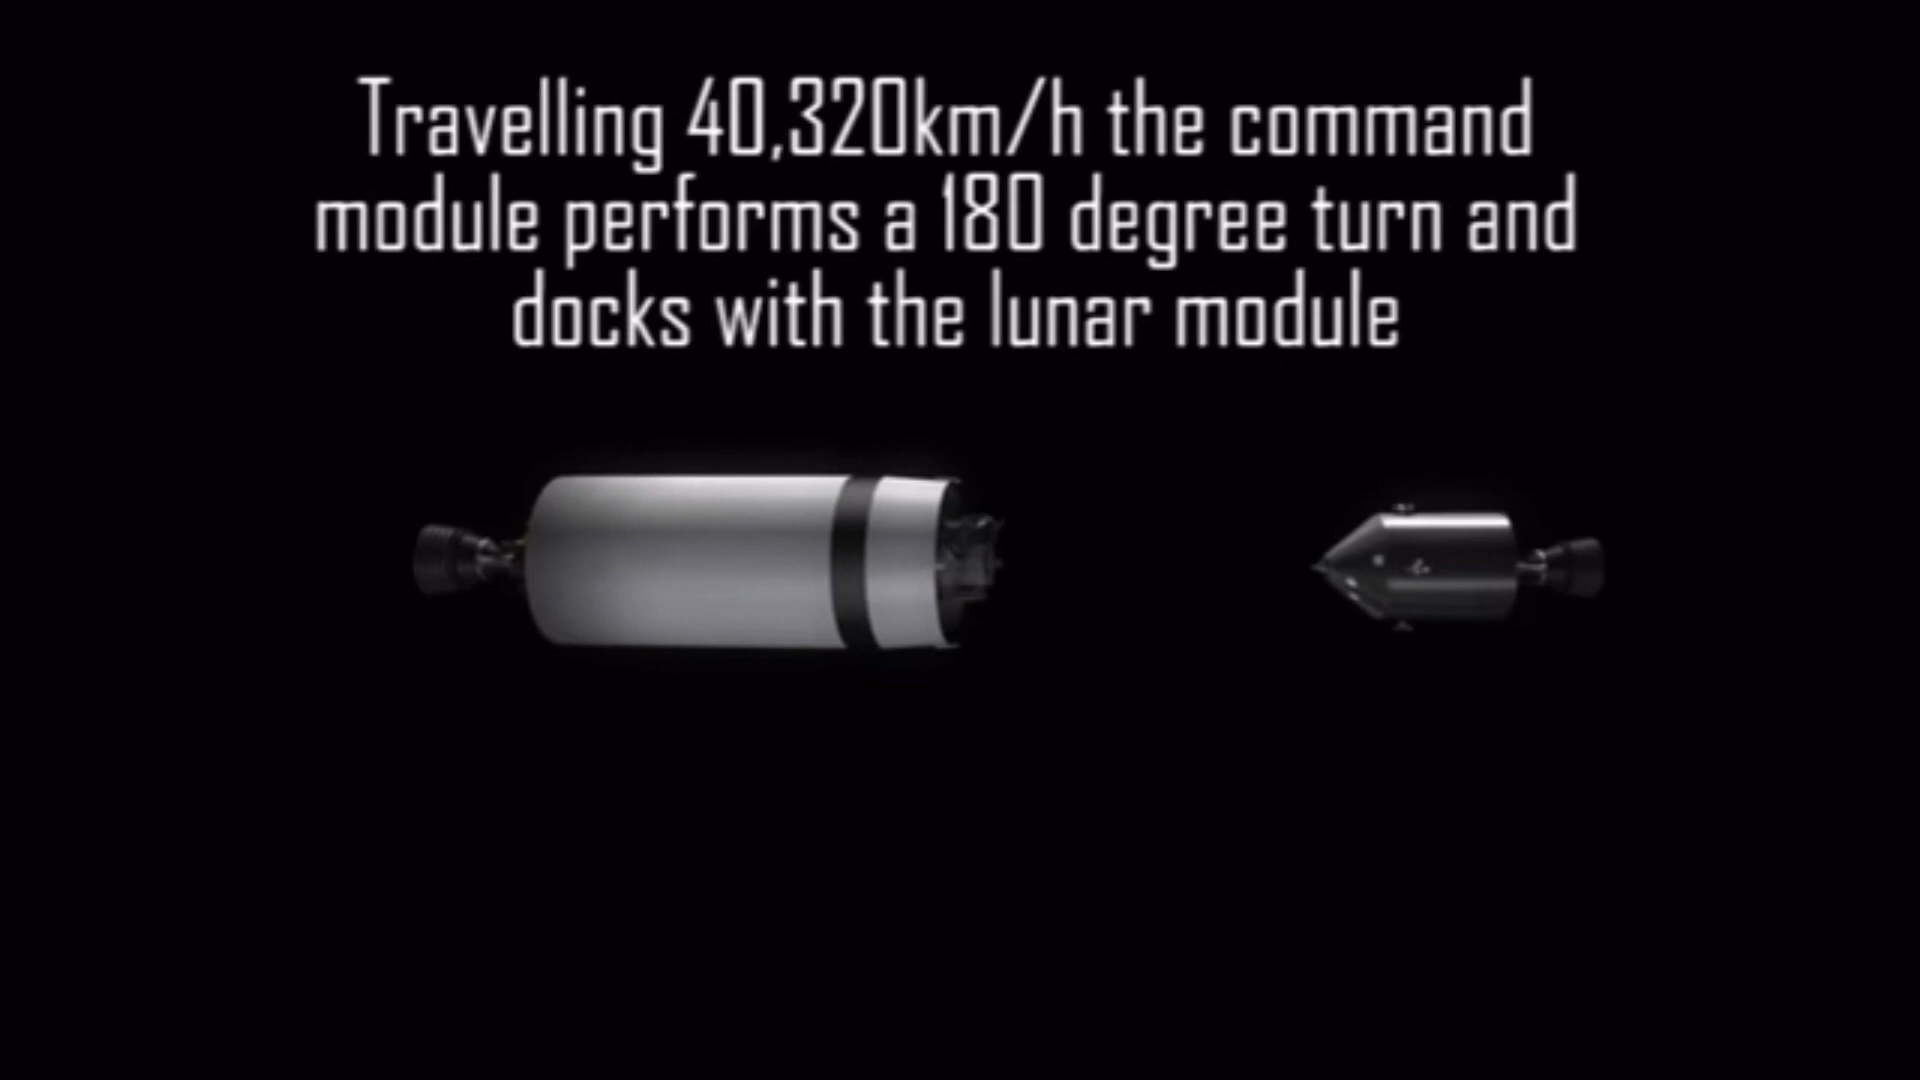 Travelling 40,320km/h the command
module performs a 180 degree turn and
docks with the lunar module